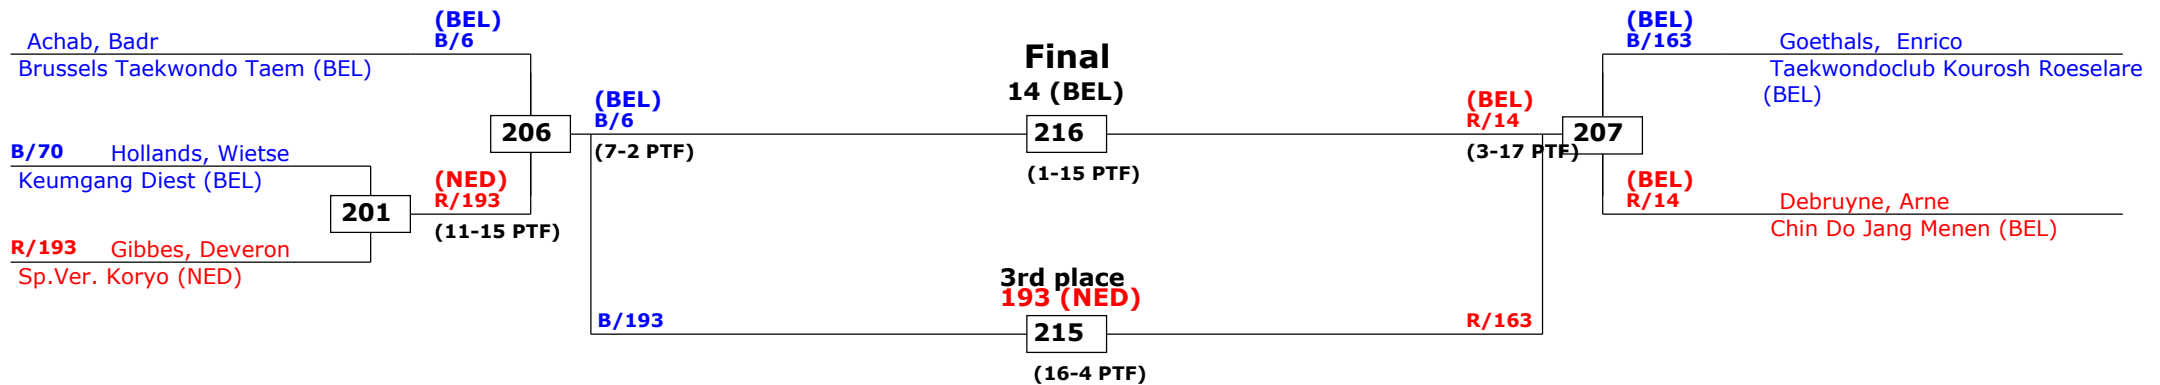 Achab, Badr
Brussels Taekwondo Taem (BEL)
(BEL)
B/6
B/70 Hollands, Wietse
Keumgang Diest (BEL)
R/193 Gibbes, Deveron
Sp.Ver. Koryo (NED)
201
(NED)
R/193
(11-15 PTF)
206
(BEL)
B/6
(7-2 PTF)
Final
14 (BEL)
216
(1-15 PTF)
3rd place
193 (NED)
B/193
215
R/163
(16-4 PTF)
(BEL)
R/14
(3-17 PTF)
207
(BEL)
B/163
Goethals, Enrico
Taekwondoclub Kourosh Roeselare
(BEL)
(BEL)
R/14
Debruyne, Arne
Chin Do Jang Menen (BEL)